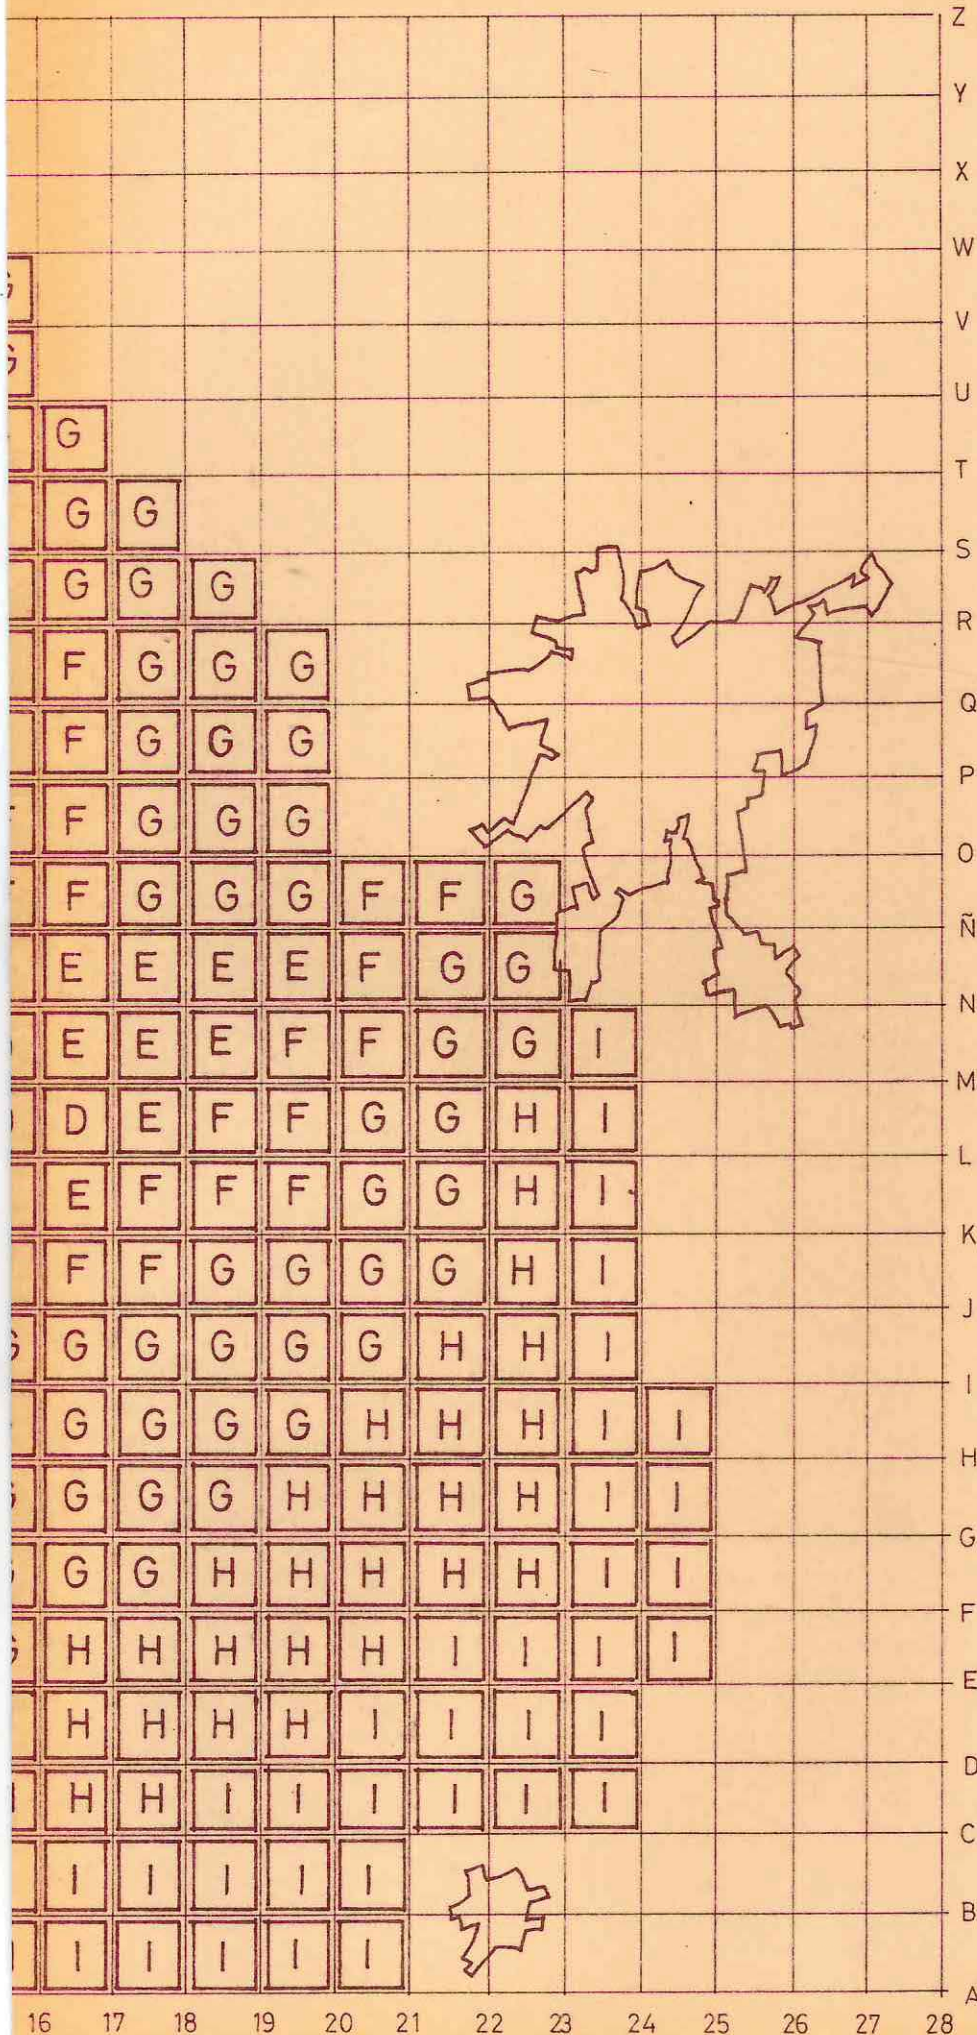 Z
Y
X
W
G
V
G
U
G
T
G G
S
G G G
R
F G G G
Q
F G G G
P
F G G G
O
F G G G F F G
Ñ
E E E E F G G
N
E E E F F G G I
M
D E F F G G H I
L
E F F F G G H I
K
F F G G G G H I
J
G G G G G G H H I
I
G G G G H H H I I
H
G G G G H H H H I I
G
G G H H H H H I I
F
G H H H H H I I I I
E
H H H H I I I I
D
H H I I I I I I
C
I I I I I
B
I I I I I
A
16 17 18 19 20 21 22 23 24 25 26 27 28